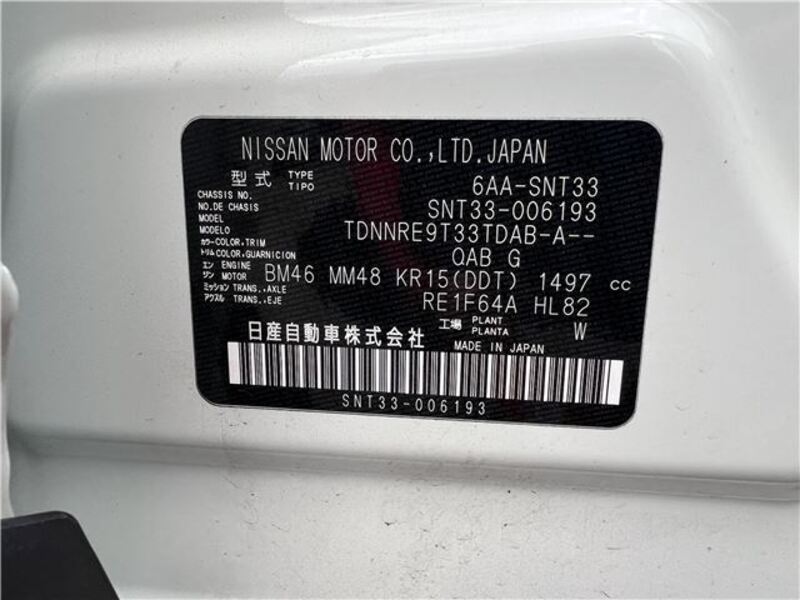 NISSAN MOTOR CO.,LTD.JAPAN
型式 TYPE TIPO 6AA-SNT33
CHASSIS NO. NO.DE CHASIS SNT33-006193
MODEL MODELO TDNNRE9T33TDAB-A--
カラー COLOR,TRIM トリム COLOR,GUARNICION QAB G
エンジン ENGINE MOTOR BM46 MM48 KR15(DDT) 1497 cc
ミッション TRANS.,AXLE アクスル TRANS.,EJE RE1F64A HL82
工場 PLANT PLANTA W
日産自動車株式会社 MADE IN JAPAN
SNT33-006193